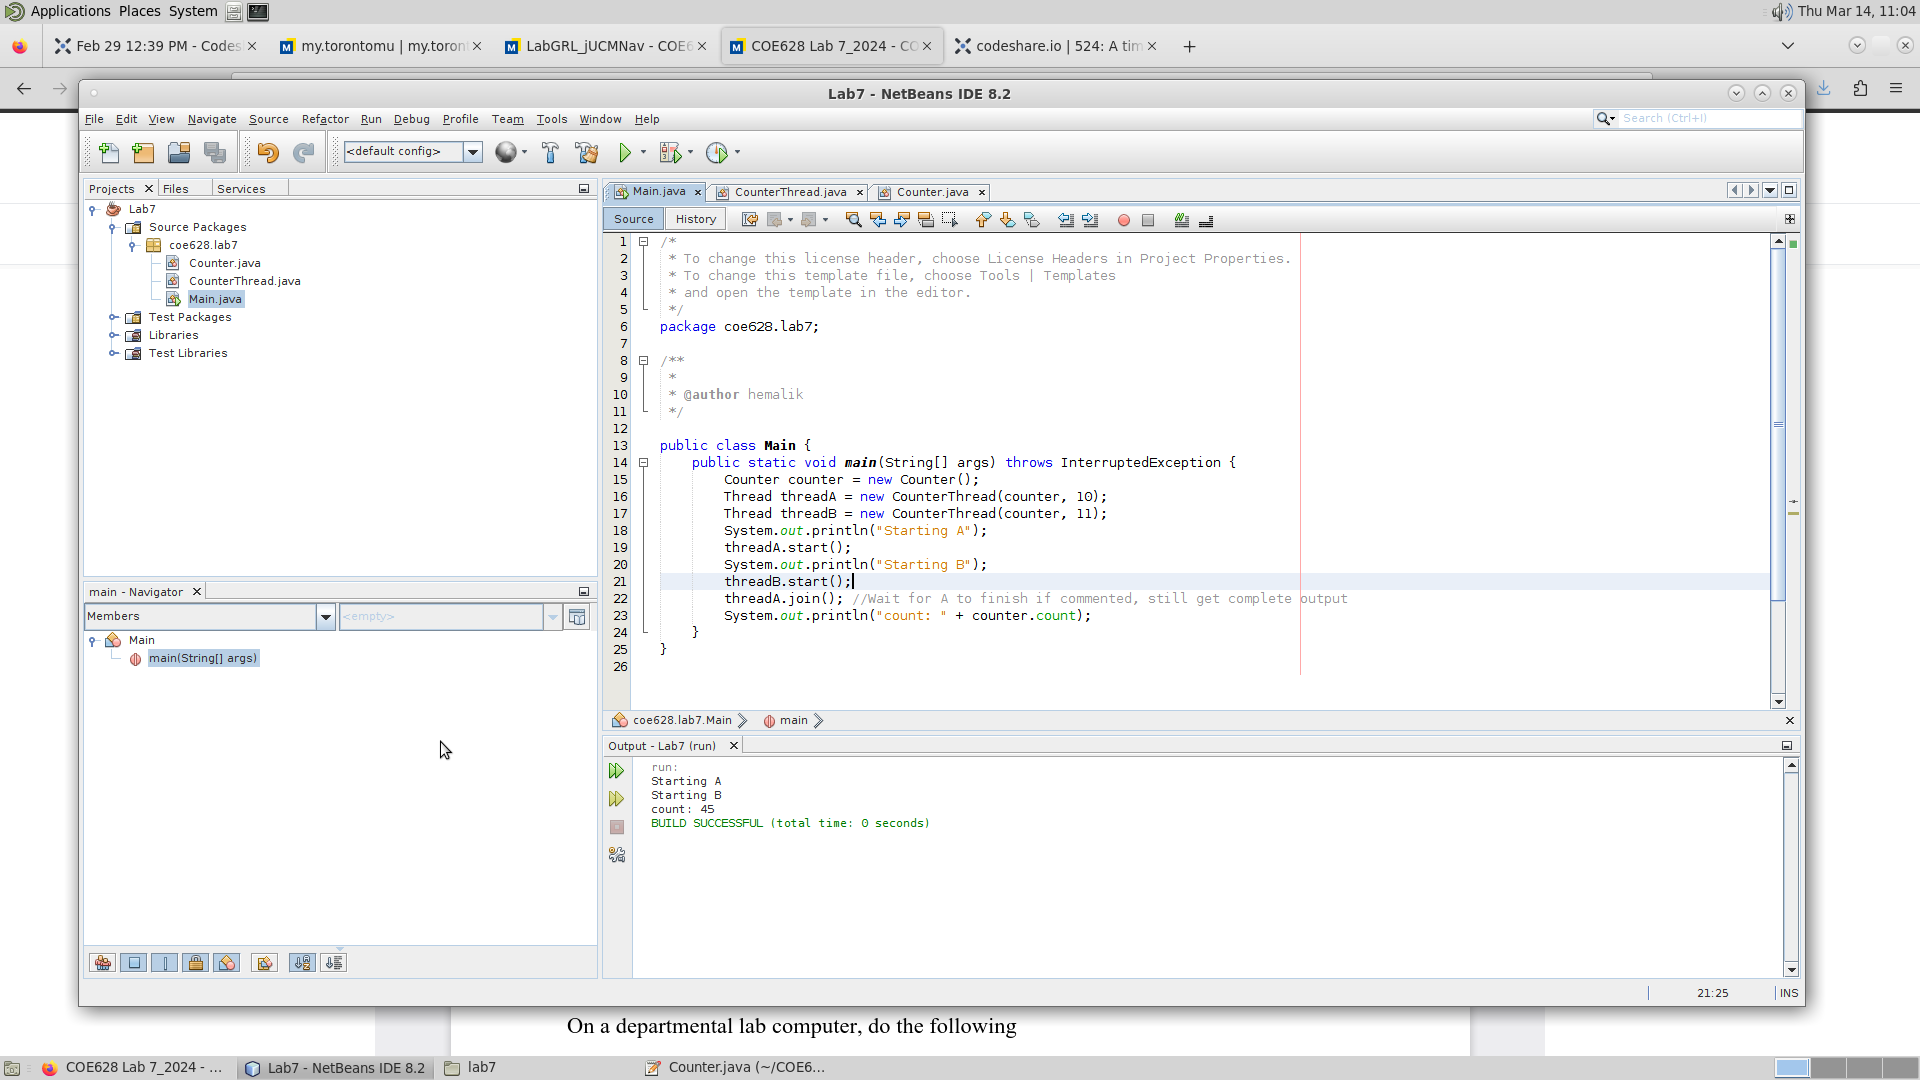 Applications Places System Thu Mar 14, 11:04
Feb 29 12:39 PM - Codes
my.torontomu | my.toron
LabGRL_jUCMNav - COE6
COE628 Lab 7_2024 - CO
codeshare.io | 524: A tim
Lab7 - NetBeans IDE 8.2
File Edit View Navigate Source Refactor Run Debug Profile Team Tools Window Help
Search (Ctrl+I)
<default config>
Projects Files Services
Lab7
Source Packages
coe628.lab7
Counter.java
CounterThread.java
Main.java
Test Packages
Libraries
Test Libraries
main - Navigator
Members
<empty>
Main
main(String[] args)
Main.java CounterThread.java Counter.java
Source History
1 /*
2 * To change this license header, choose License Headers in Project Properties.
3 * To change this template file, choose Tools | Templates
4 * and open the template in the editor.
5 */
6 package coe628.lab7;
7
8 /**
9 *
10 * @author hemalik
11 */
12
13 public class Main {
14 public static void main(String[] args) throws InterruptedException {
15 Counter counter = new Counter();
16 Thread threadA = new CounterThread(counter, 10);
17 Thread threadB = new CounterThread(counter, 11);
18 System.out.println("Starting A");
19 threadA.start();
20 System.out.println("Starting B");
21 threadB.start();
22 threadA.join(); //Wait for A to finish if commented, still get complete output
23 System.out.println("count: " + counter.count);
24 }
25 }
26
coe628.lab7.Main main
Output - Lab7 (run)
run:
Starting A
Starting B
count: 45
BUILD SUCCESSFUL (total time: 0 seconds)
21:25 INS
On a departmental lab computer, do the following
COE628 Lab 7_2024 - ...
Lab7 - NetBeans IDE 8.2
lab7
Counter.java (~/COE6...